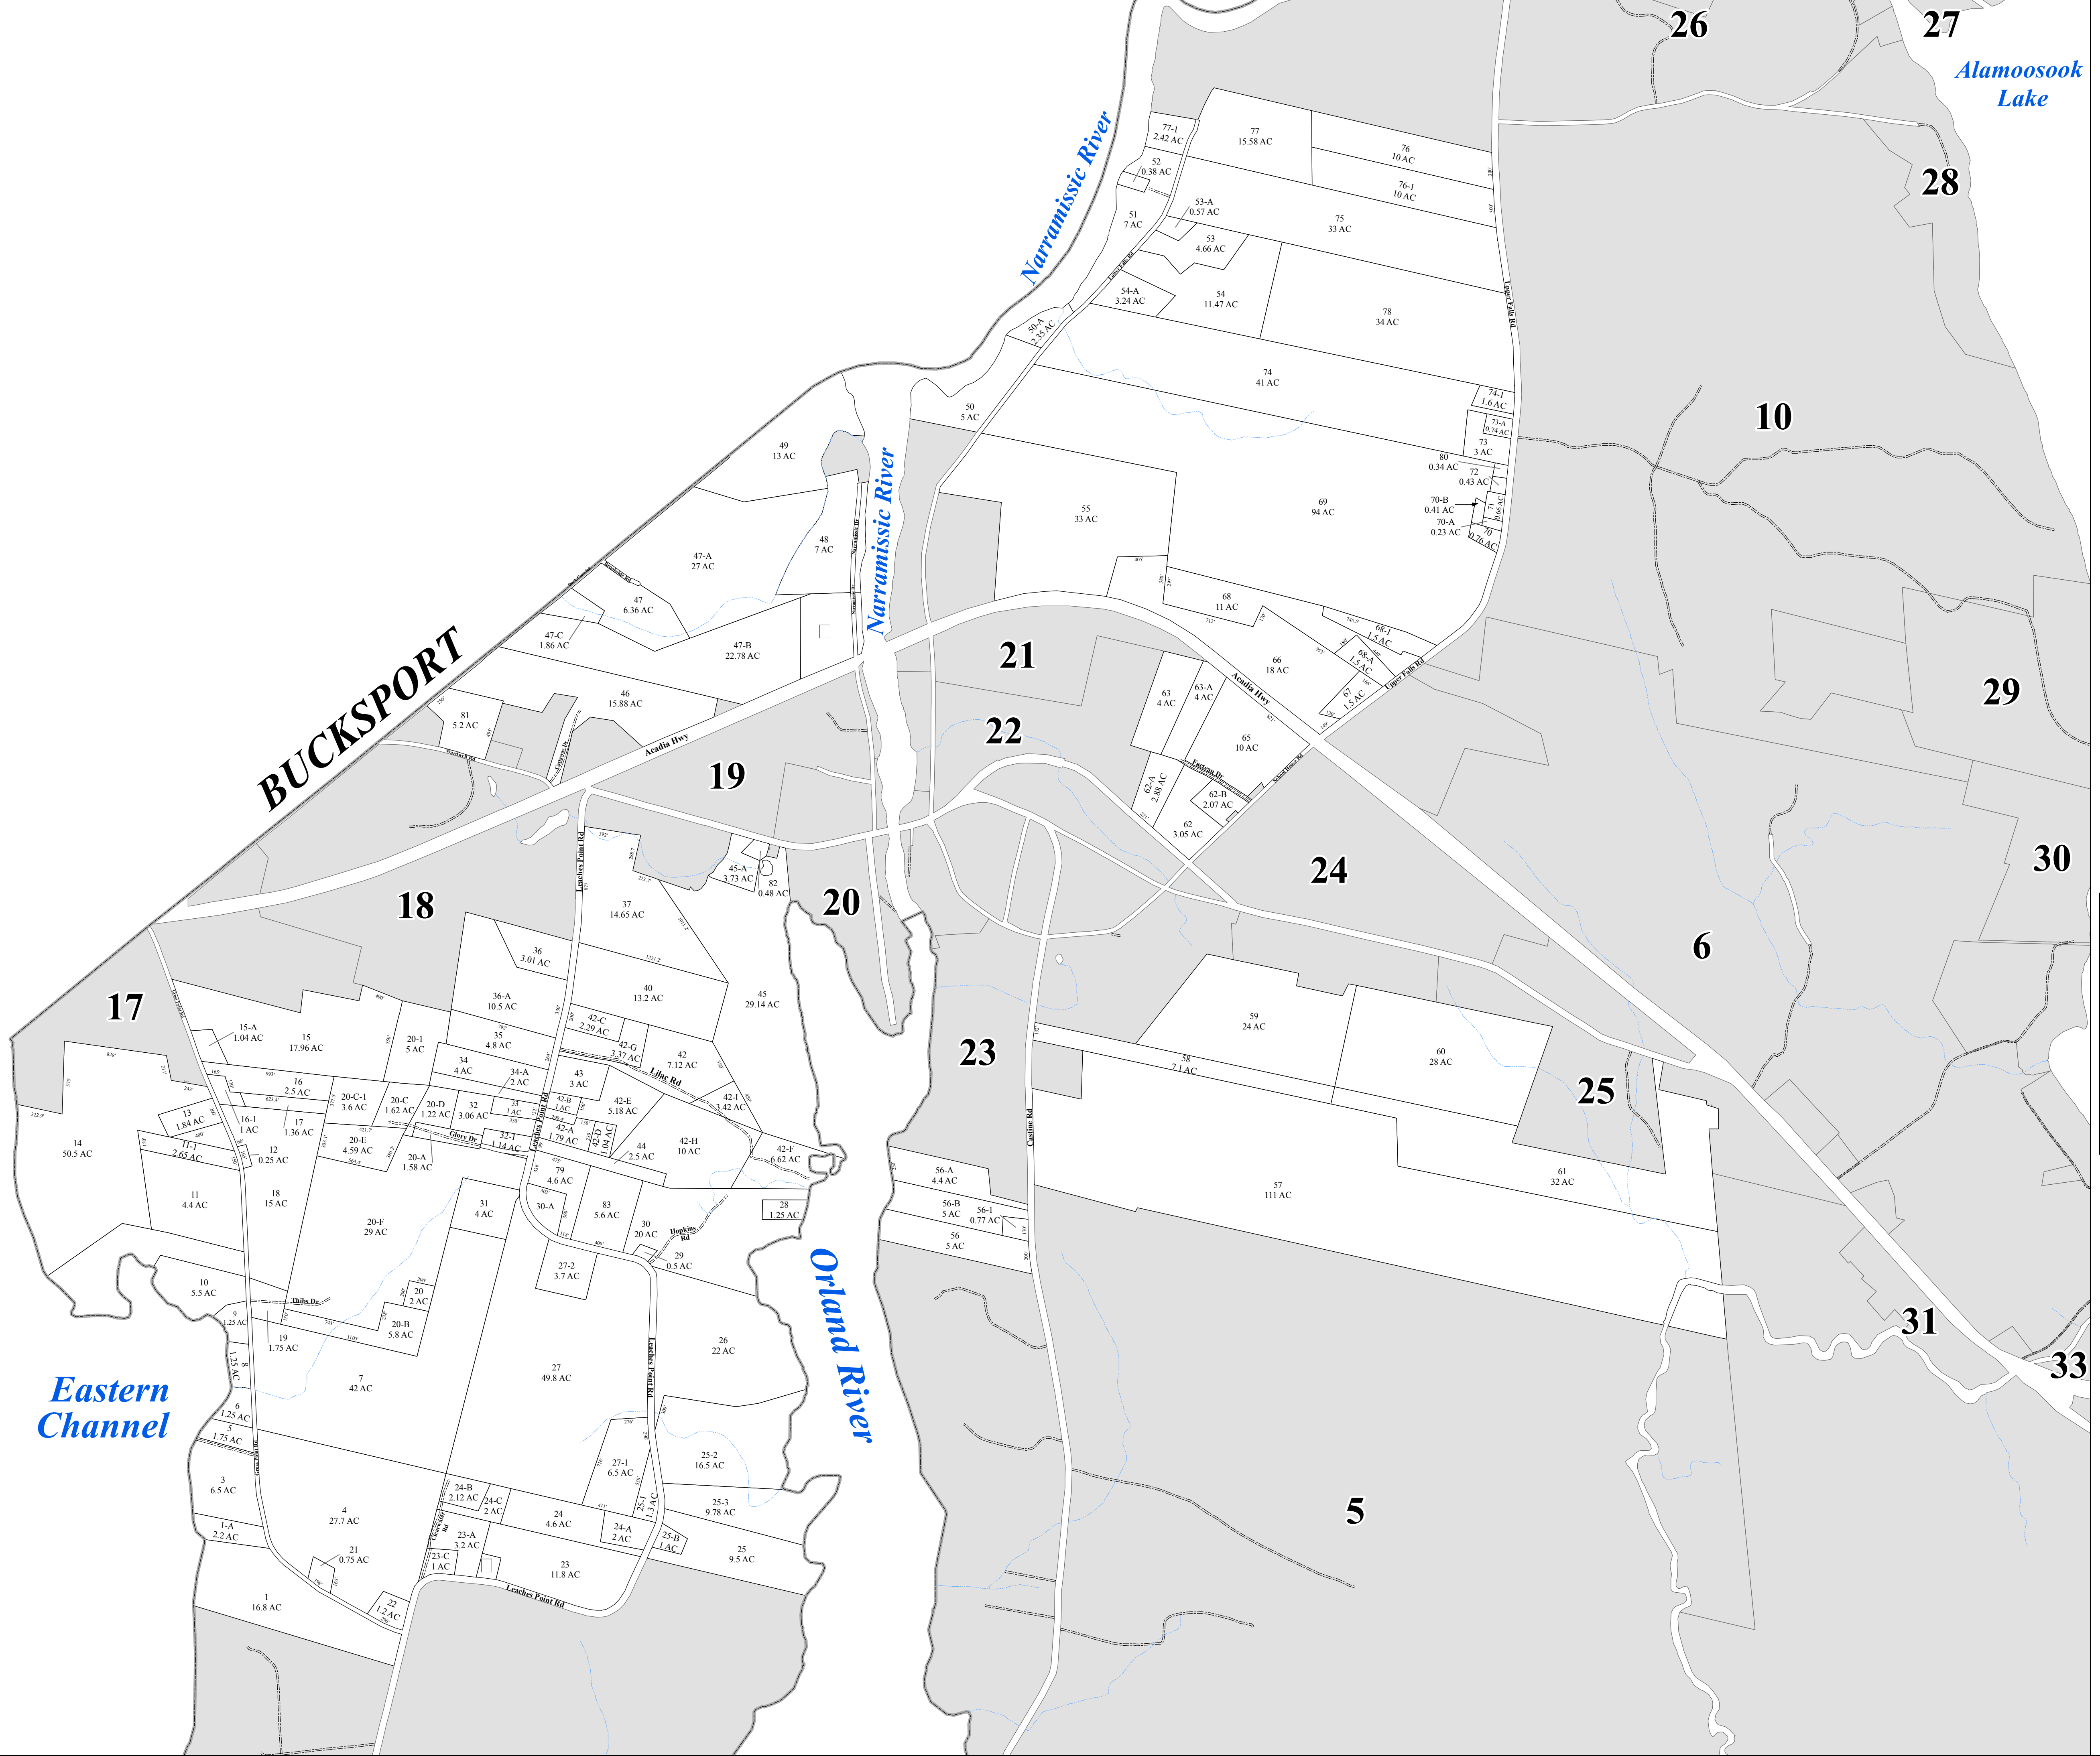 26
27
Alamoosook
Lake
28
10
29
30
6
24
25
31
33
5
23
20
19
21
22
18
17
BUCKSPORT
Narramissic River
Narramissic River
Orland River
Eastern
Channel
77-1
2.42 AC
77
15.58 AC
76
10 AC
76-1
10 AC
52
0.38 AC
51
7 AC
53-A
0.57 AC
53
4.66 AC
75
33 AC
54-A
3.24 AC
54
11.47 AC
78
34 AC
50-A
2.35 AC
74
41 AC
74-1
1.6 AC
73-A
0.74 AC
73
3 AC
80
0.34 AC
72
0.43 AC
70-B
0.41 AC
71
0.66 AC
70-A
0.23 AC
70
0.76 AC
50
5 AC
49
13 AC
69
94 AC
55
33 AC
48
7 AC
47-A
27 AC
47
6.36 AC
47-C
1.86 AC
47-B
22.78 AC
46
15.88 AC
81
5.2 AC
68
11 AC
68-1
1.5 AC
68-A
1.5 AC
66
18 AC
67
1.5 AC
63
4 AC
63-A
4 AC
65
10 AC
62-A
2.88 AC
62-B
2.07 AC
62
3.05 AC
Upper Falls Rd
Upper Falls Rd
Lower Falls Rd
Acadia Hwy
Acadia Hwy
School House Rd
Eastern Dr
Leaches Point Rd
Leaches Point Rd
Leaches Point Rd
Leaches Point Rd
Castine Rd
Lilac Rd
Glory Dr
Hopkins
Rd
45-A
3.73 AC
82
0.48 AC
37
14.65 AC
36
3.01 AC
36-A
10.5 AC
40
13.2 AC
45
29.14 AC
42-C
2.29 AC
42-G
3.37 AC
42
7.12 AC
35
4.8 AC
34
4 AC
34-A
2 AC
43
3 AC
42-B
1 AC
42-E
5.18 AC
42-I
3.42 AC
42-A
1.79 AC
42-D
1.04 AC
44
2.5 AC
42-H
10 AC
42-F
6.62 AC
33
1 AC
32
3.06 AC
32-1
1.14 AC
15-A
1.04 AC
15
17.96 AC
20-1
5 AC
16
2.5 AC
20-C-1
3.6 AC
20-C
1.62 AC
20-D
1.22 AC
13
1.84 AC
16-1
1 AC
17
1.36 AC
20-E
4.59 AC
20-A
1.58 AC
14
50.5 AC
11-1
2.65 AC
12
0.25 AC
11
4.4 AC
18
15 AC
20-F
29 AC
31
4 AC
79
4.6 AC
30-A
83
5.6 AC
30
20 AC
28
1.25 AC
29
0.5 AC
27-2
3.7 AC
10
5.5 AC
20
2 AC
20-B
5.8 AC
9
1.25 AC
19
1.75 AC
8
1.25 AC
7
42 AC
27
49.8 AC
26
22 AC
6
1.25 AC
5
1.75 AC
3
6.5 AC
1-A
2.2 AC
4
27.7 AC
21
0.75 AC
1
16.8 AC
22
1.2 AC
24-B
2.12 AC
24-C
2 AC
24
4.6 AC
24-A
2 AC
23-A
3.2 AC
23-C
1 AC
23
11.8 AC
27-1
6.5 AC
25-1
1.3 AC
25-2
16.5 AC
25-3
9.78 AC
25-B
1 AC
25
9.5 AC
59
24 AC
60
28 AC
58
7.1 AC
57
111 AC
61
32 AC
56-A
4.4 AC
56-B
5 AC
56-1
0.77 AC
56
5 AC